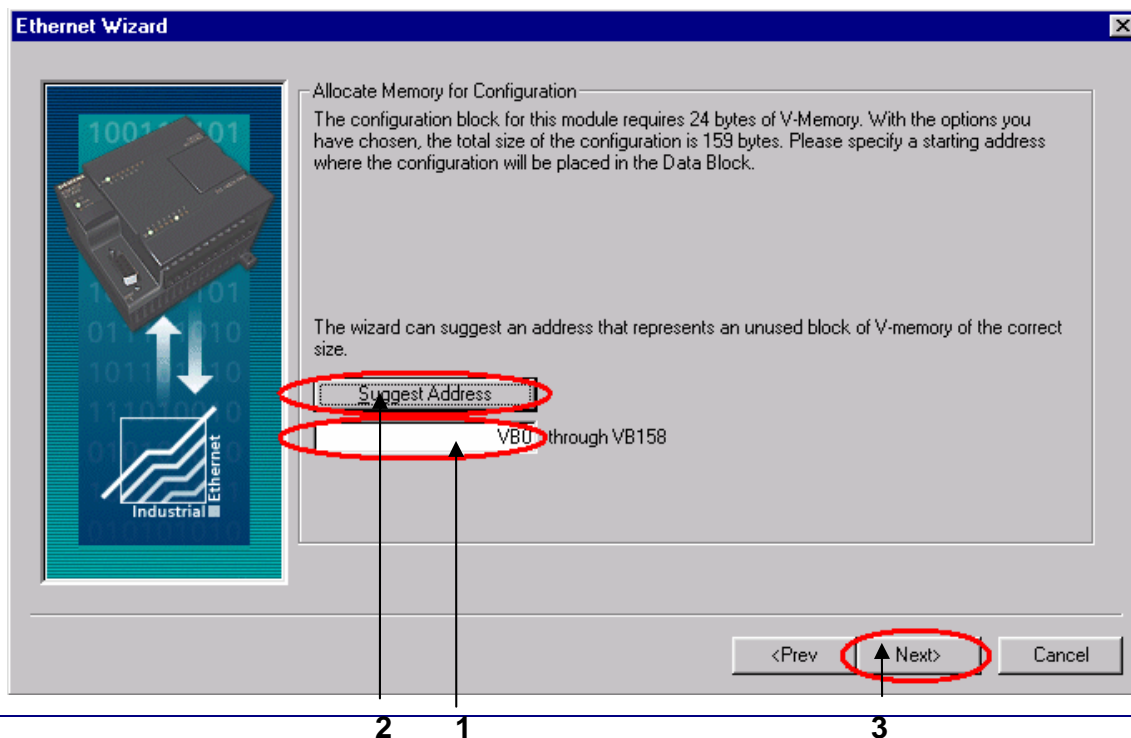 Ethernet Wizard
Allocate Memory for Configuration
The configuration block for this module requires 24 bytes of V-Memory. With the options you
have chosen, the total size of the configuration is 159 bytes. Please specify a starting address
where the configuration will be placed in the Data Block.
The wizard can suggest an address that represents an unused block of V-memory of the correct
size.
Suggest Address
VB0 through VB158
Industrial Ethernet
<Prev Next> Cancel
2 1 3